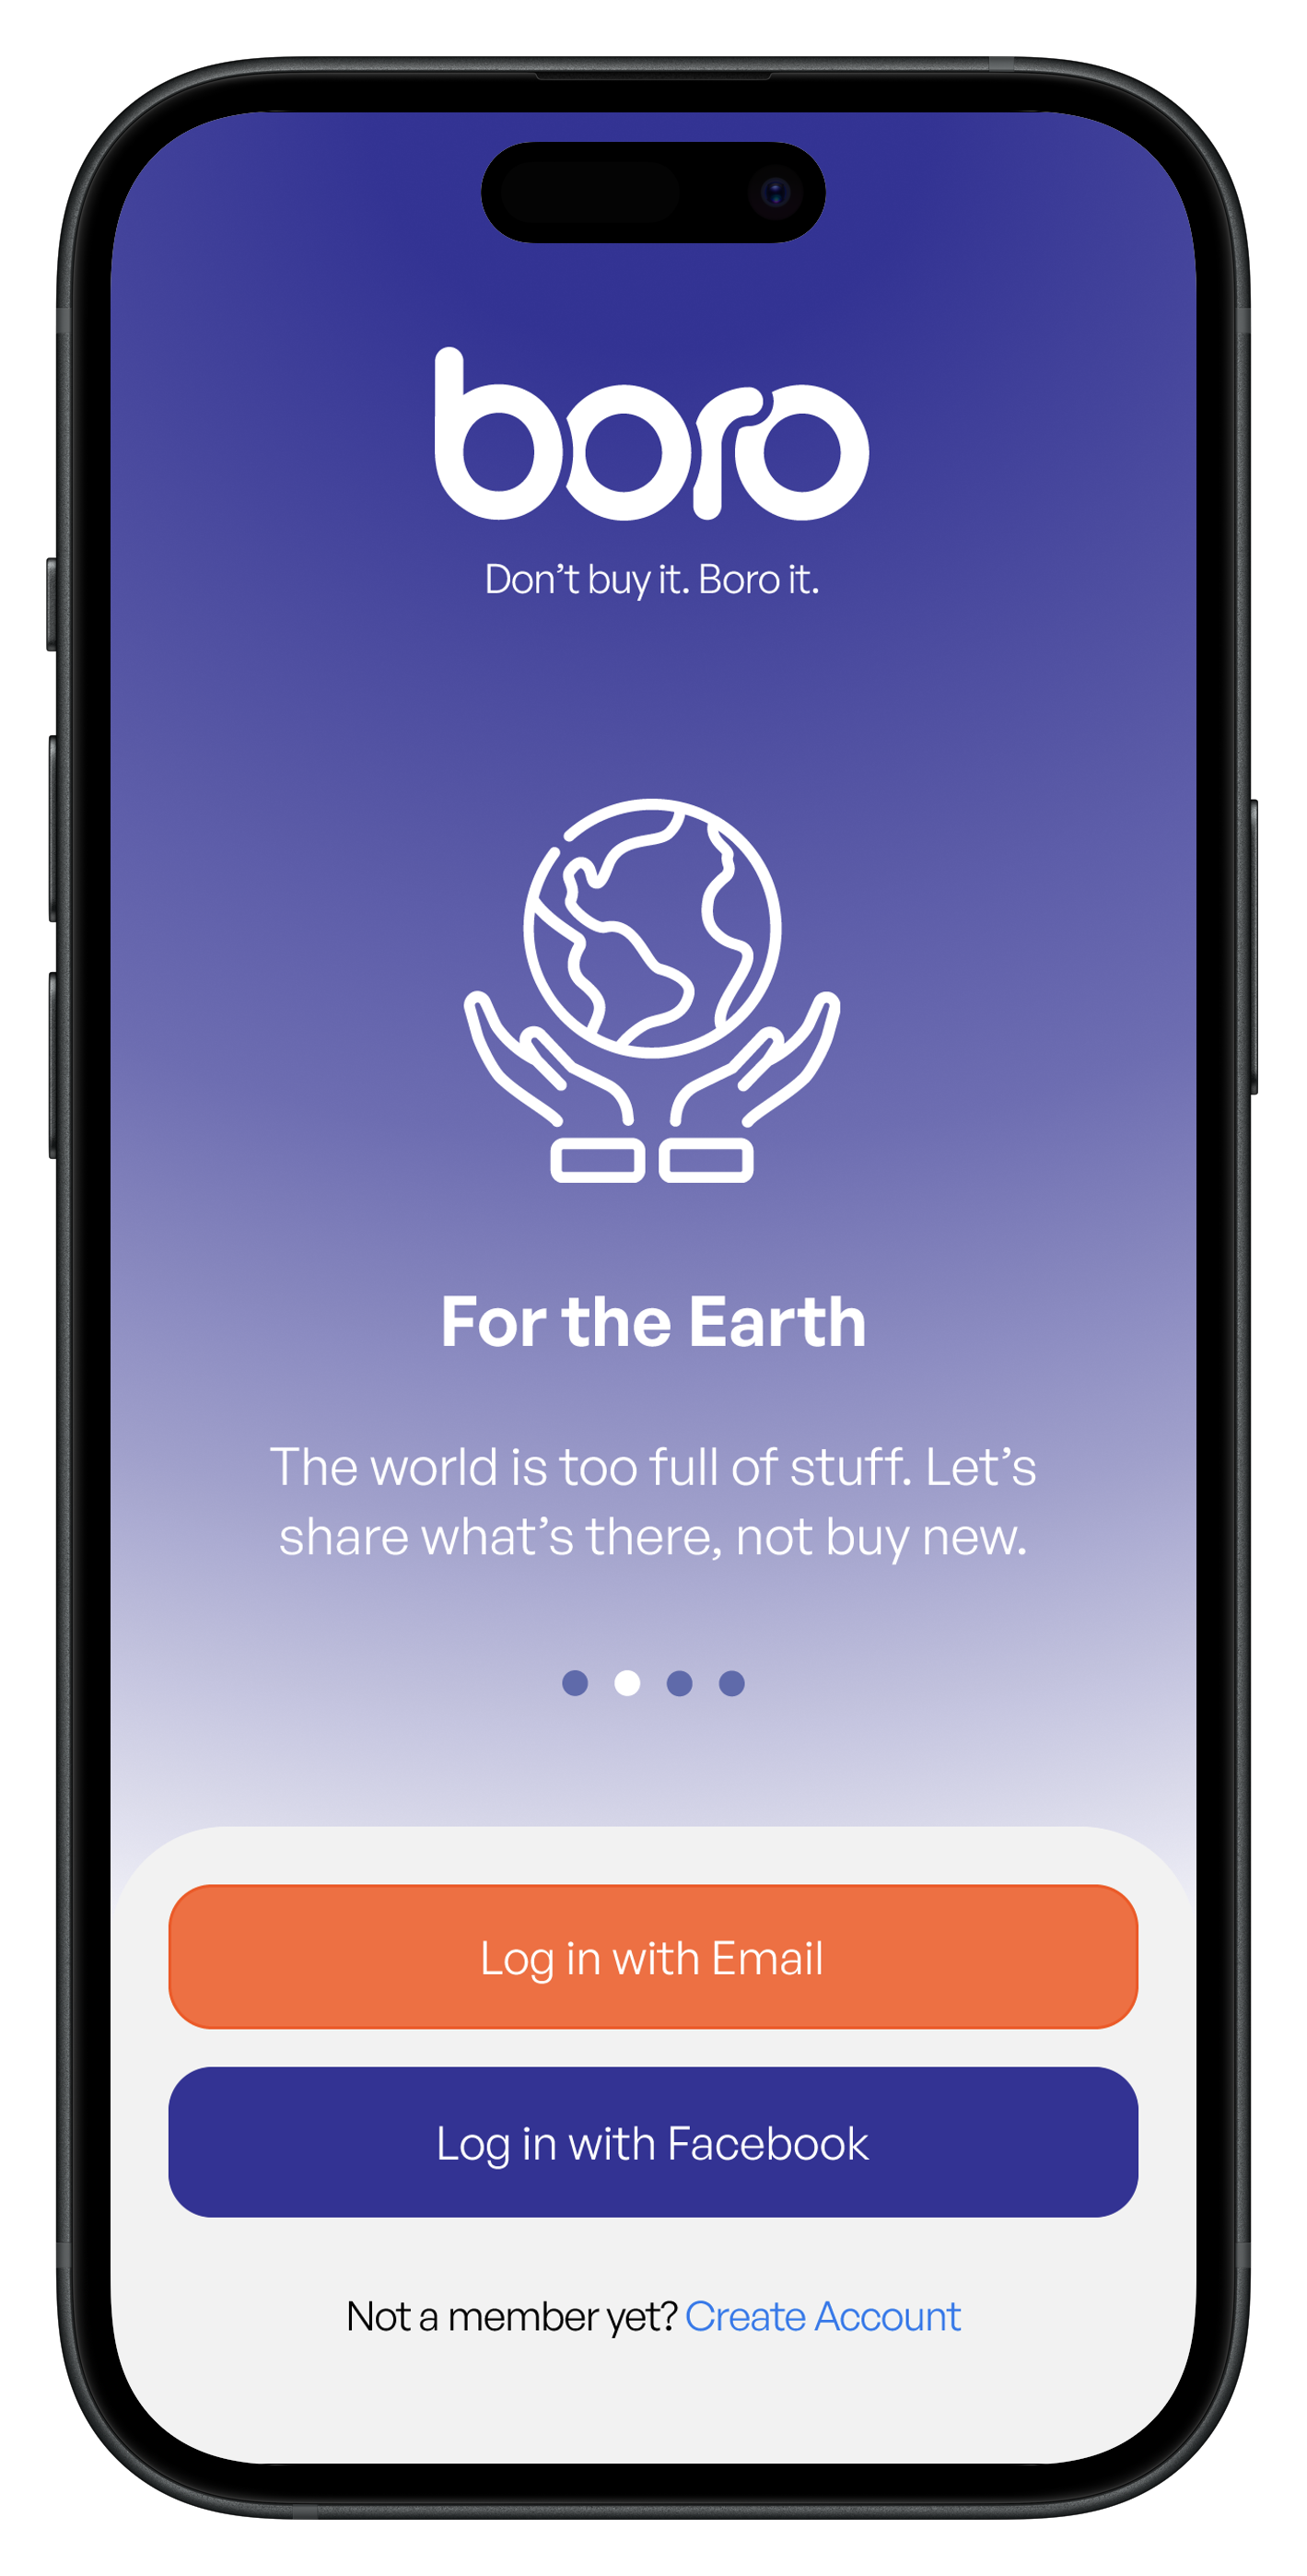 boro
Don’t buy it. Boro it.
For the Earth
The world is too full of stuff. Let’s
share what’s there, not buy new.
Log in with Email
Log in with Facebook
Not a member yet? Create Account